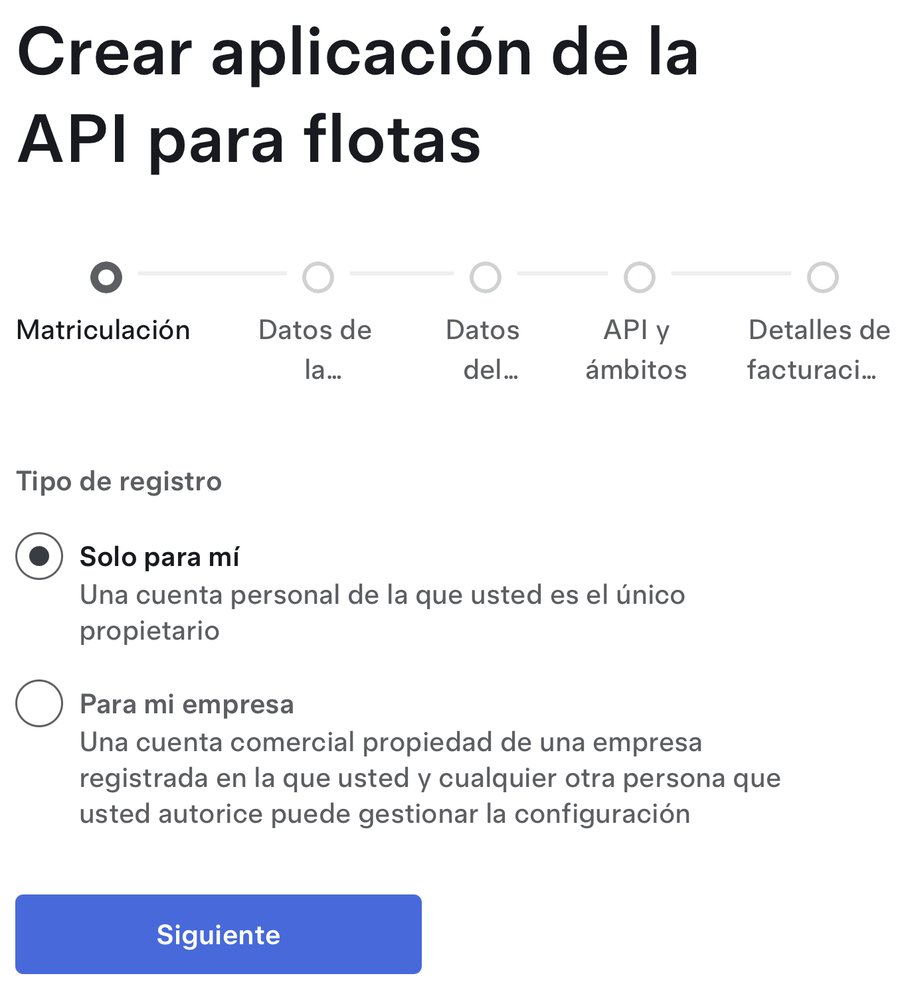 Crear aplicación de la
API para flotas
Matriculación
Datos de
la...
Datos
del...
API y
ámbitos
Detalles de
facturaci...
Tipo de registro
Solo para mí
Una cuenta personal de la que usted es el único
propietario
Para mi empresa
Una cuenta comercial propiedad de una empresa
registrada en la que usted y cualquier otra persona que
usted autorice puede gestionar la configuración
Siguiente